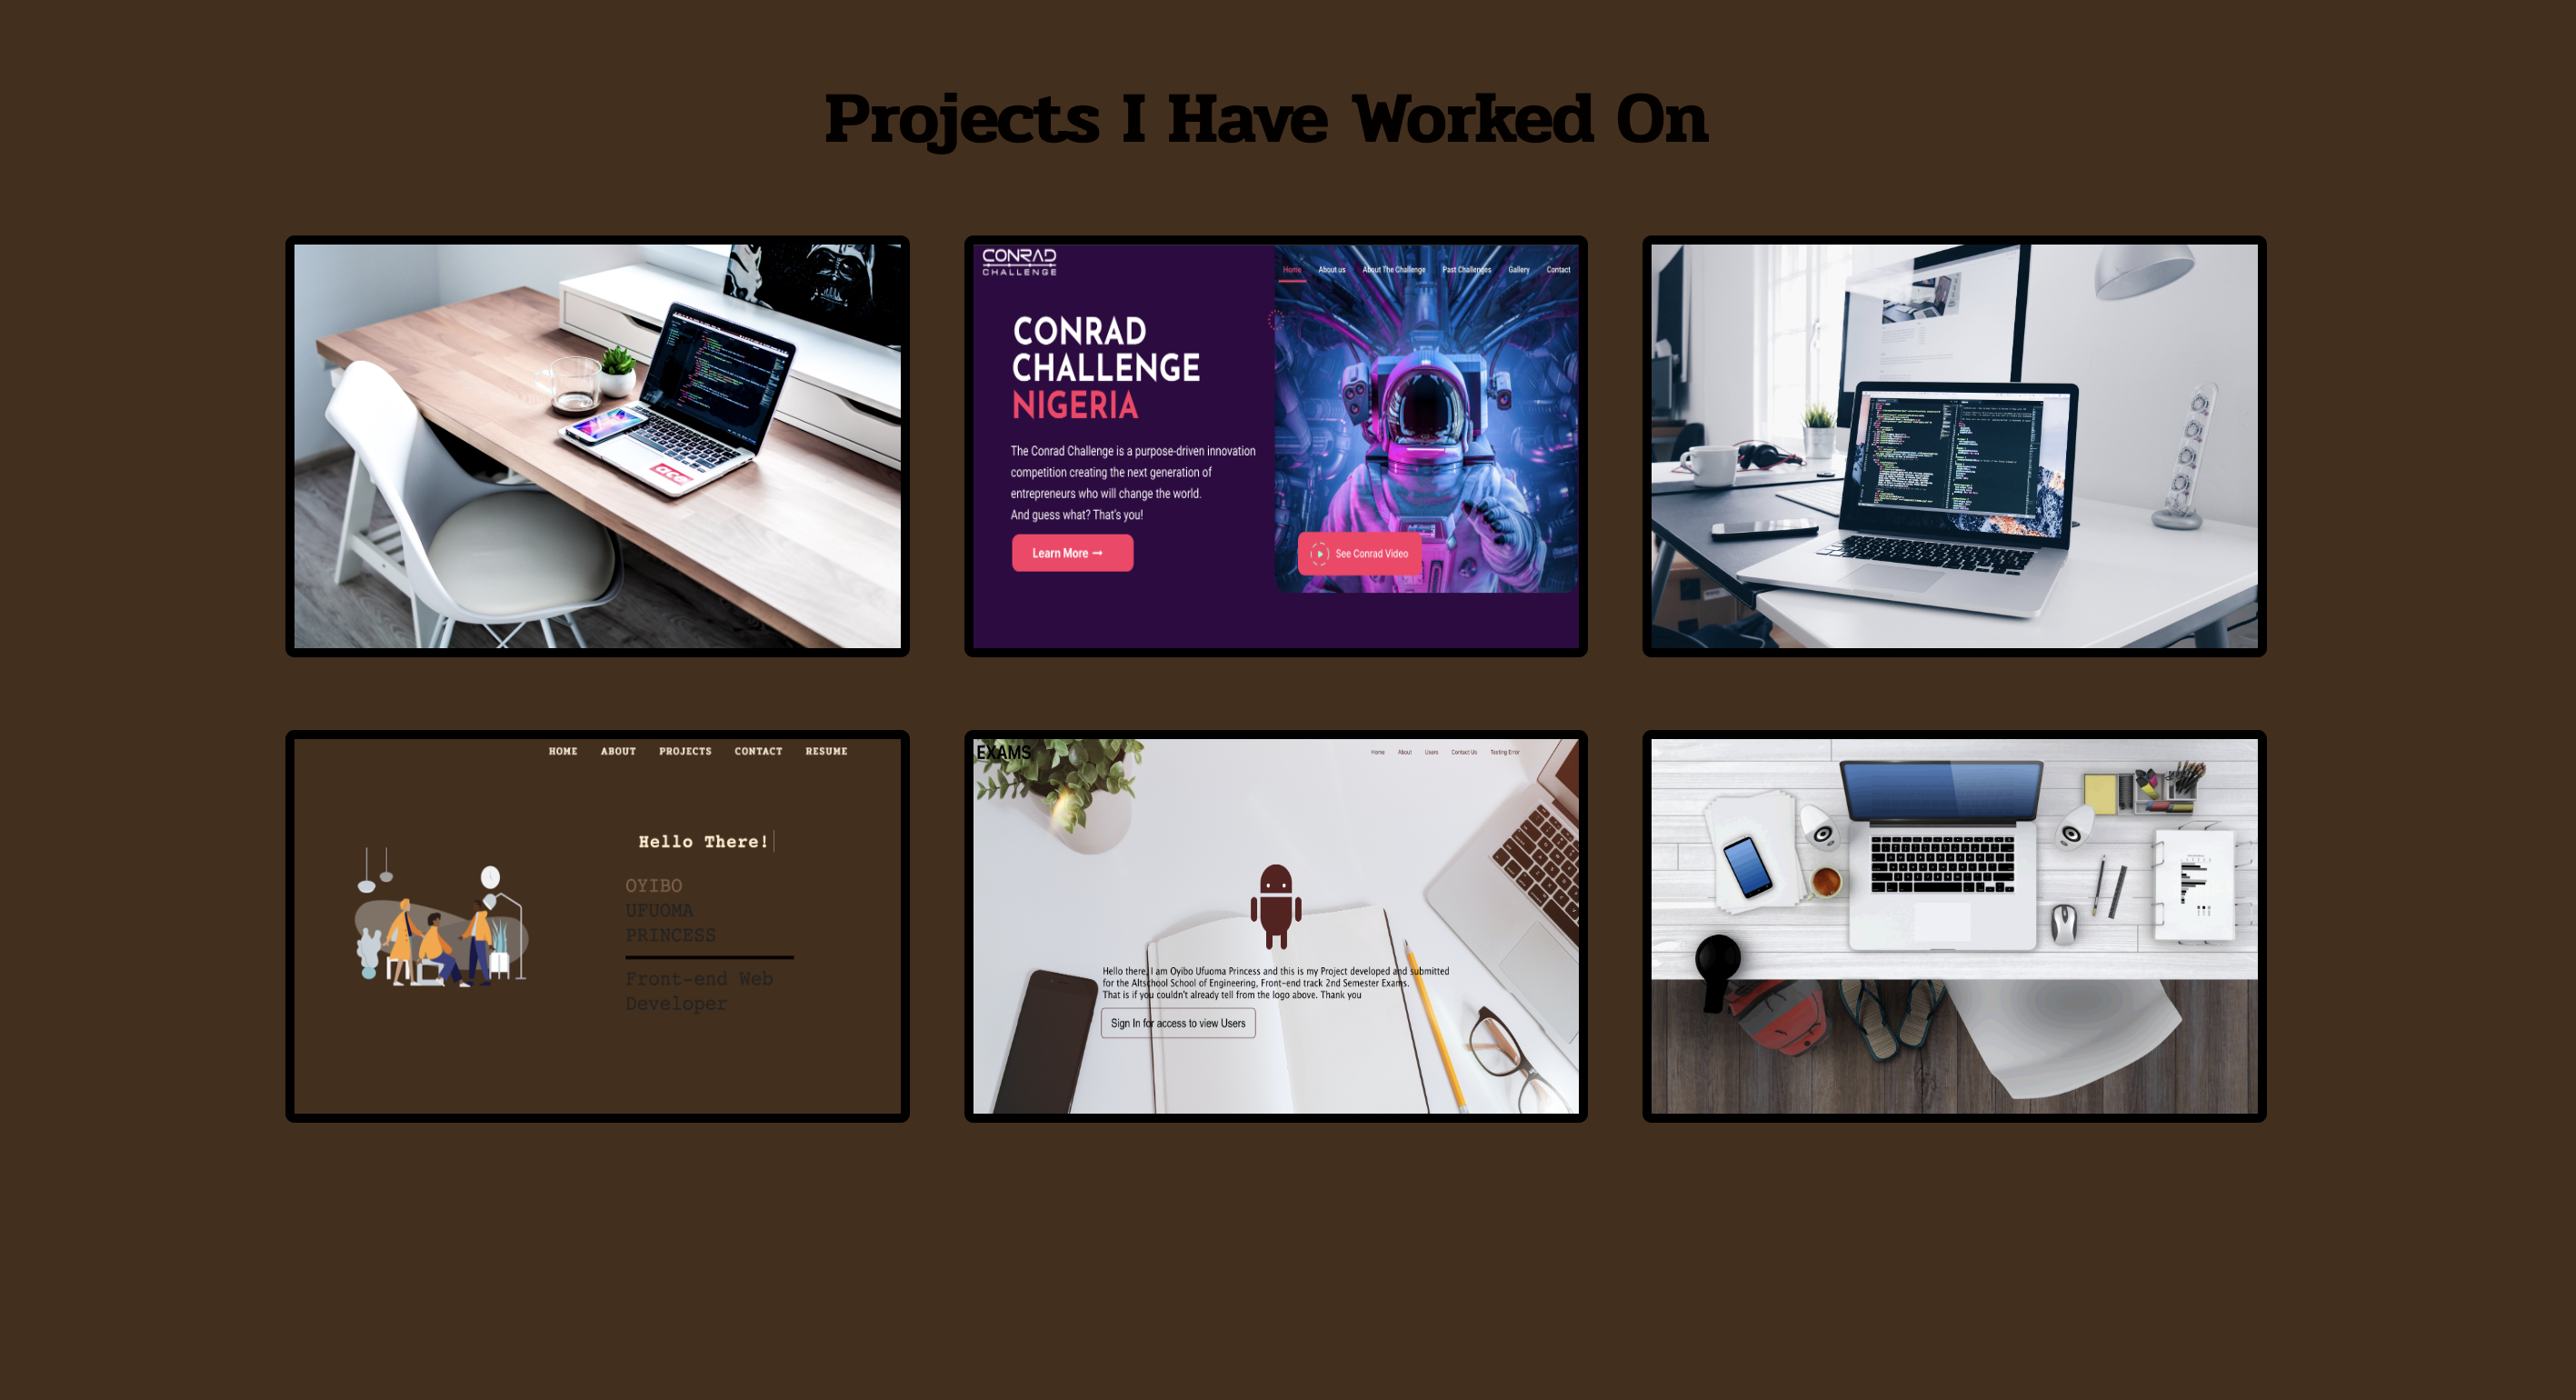 Projects I Have Worked On
CONRAD
CHALLENGE
Home About us About The Challenge Past Challenges Gallery Contact
CONRAD
CHALLENGE
NIGERIA
The Conrad Challenge is a purpose-driven innovation
competition creating the next generation of
entrepreneurs who will change the world.
And guess what? That's you!
Learn More →
See Conrad Video
HOME ABOUT PROJECTS CONTACT RESUME
Hello There!
OYIBO
UFUOMA
PRINCESS
Front-end Web
Developer
EXAMS
Home About Users Contact Us Testing Error
Hello there, I am Oyibo Ufuoma Princess and this is my Project developed and submitted
for the Altschool School of Engineering, Front-end track 2nd Semester Exams.
That is if you couldn't already tell from the logo above. Thank you
Sign In for access to view Users